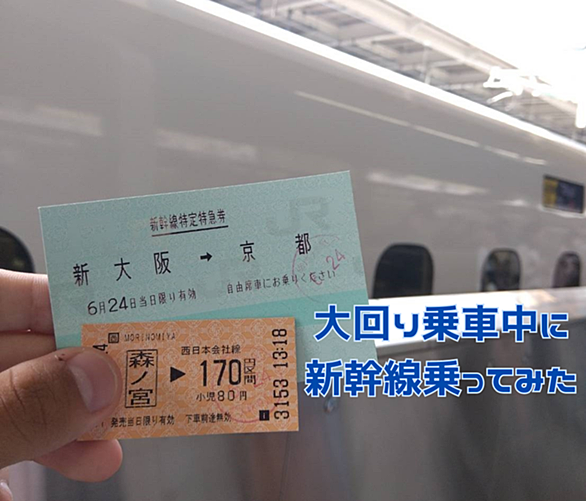 新幹線特定特急券
新大阪 → 京都
6月24日当日限り有効 自由席車にお乗りください
MORINOMIYA
森ノ宮
西日本会社線
▶ 170円区間
小児80円
発売当日限り有効 下車前途無効
3153 13:18
大回り乗車中に
新幹線乗ってみた